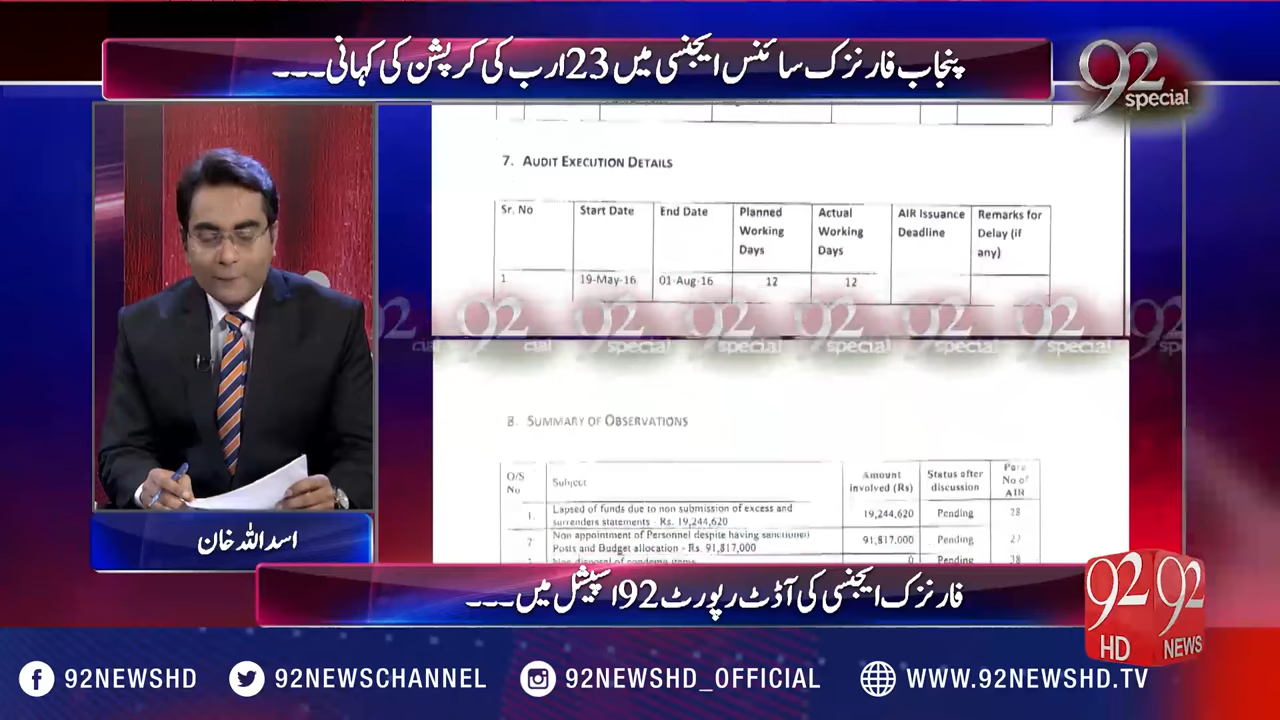 پنجاب فارنزک سائنس ایجنسی میں 23 ارب کی کرپشن کی کہانی ۔۔۔
92
special
7. AUDIT EXECUTION DETAILS
Sr. No Start Date End Date Planned Working Days Actual Working Days AIR Issuance Deadline Remarks for Delay (if any)
1 19-May-16 01-Aug-16 12 12
92 special
8. SUMMARY OF OBSERVATIONS
O/S No Subject Amount involved (Rs) Status after discussion Para No of AIR
1. Lapsed of funds due to non submission of excess and surrenders statements - Rs. 19,244,620 19,244,620 Pending 28
Non appointment of Personnel despite having sanctioned Posts and Budget allocation - Rs. 91,817,000 91,817,000 Pending
0 Pending
اسد اللہ خان
فارنزک ایجنسی کی آڈٹ رپورٹ 92 اسپیشل میں ۔۔۔
92 HD
92 NEWS
92NEWSHD 92NEWSCHANNEL 92NEWSHD_OFFICIAL WWW.92NEWSHD.TV